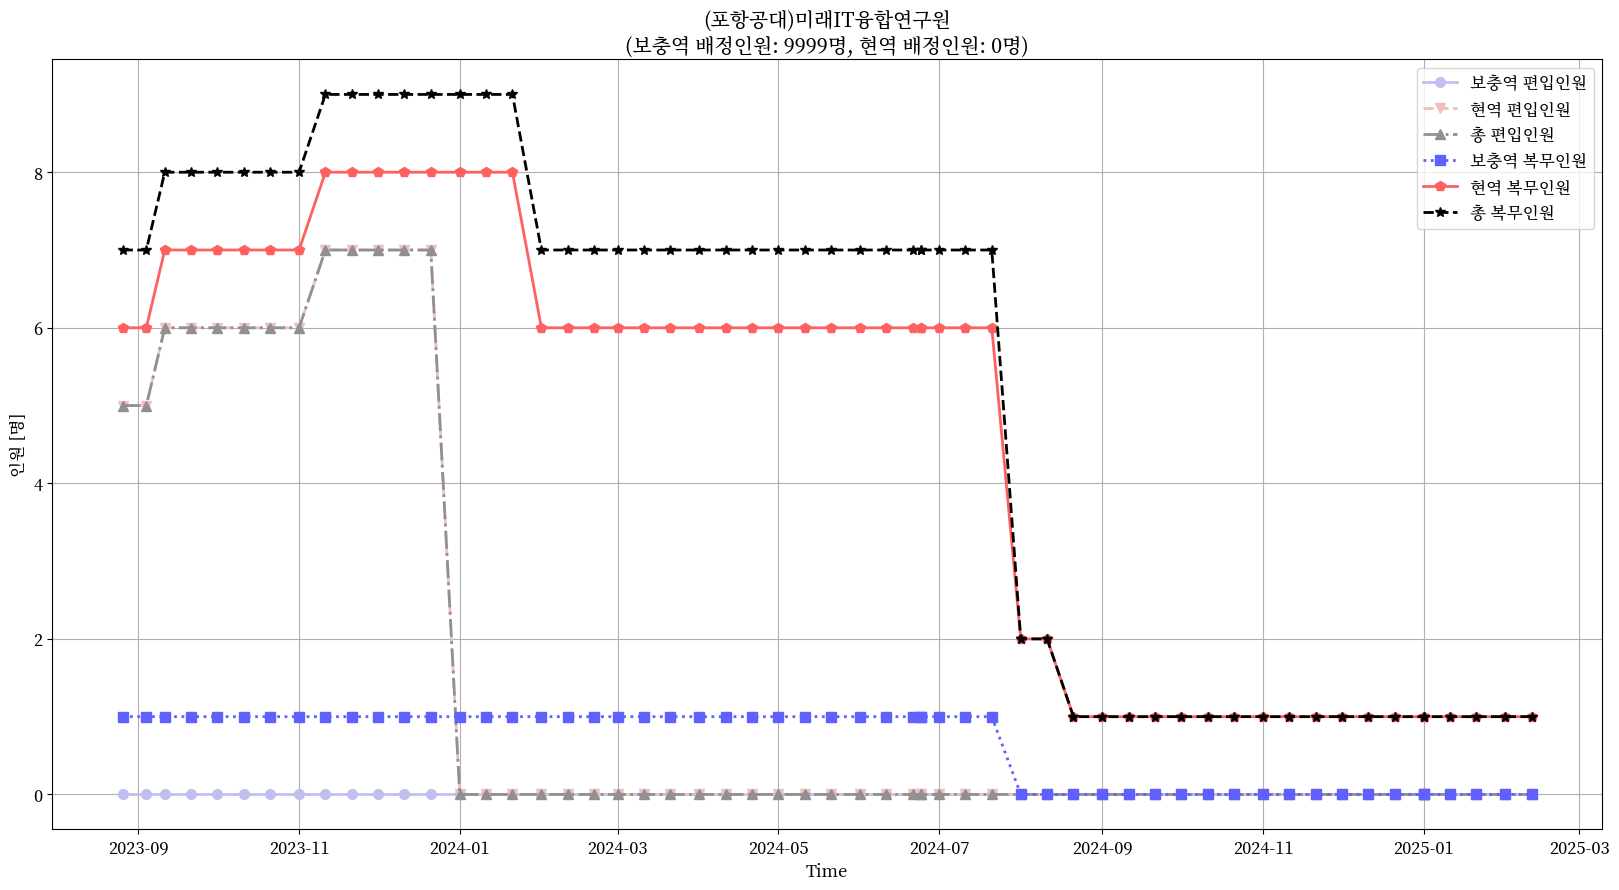 (포항공대)미래IT융합연구원
(보충역 배정인원: 9999명, 현역 배정인원: 0명)
보충역 편입인원
현역 편입인원
총 편입인원
보충역 복무인원
현역 복무인원
총 복무인원
인원 [명]
8
6
4
2
0
2023-09 2023-11 2024-01 2024-03 2024-05 2024-07 2024-09 2024-11 2025-01 2025-03
Time